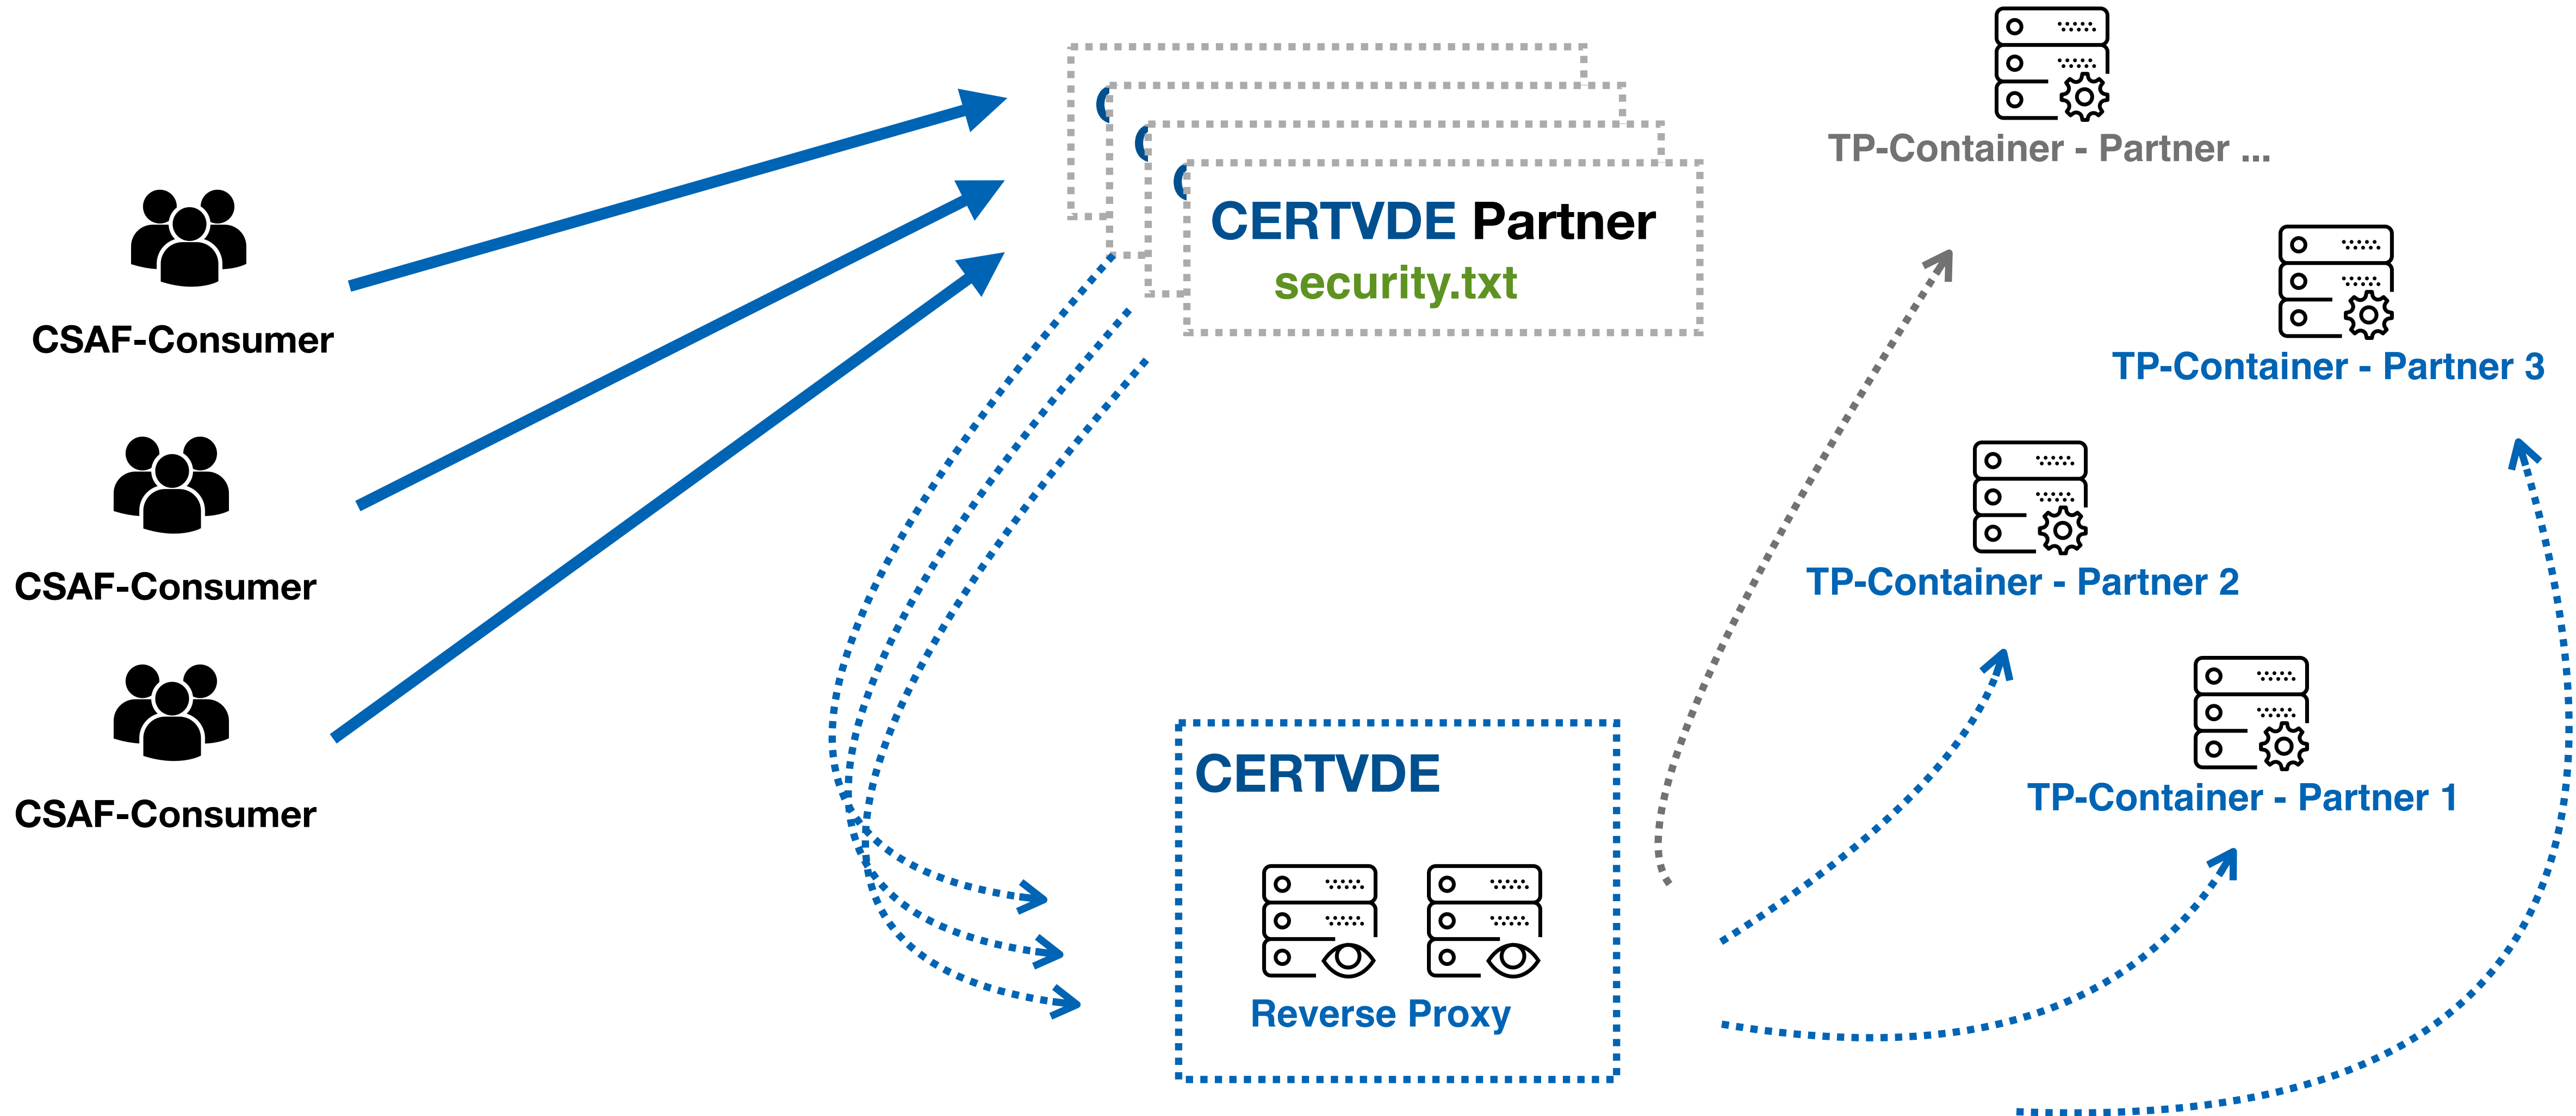 TP-Container - Partner ...
CERTVDE Partner
security.txt
CSAF-Consumer
TP-Container - Partner 3
CSAF-Consumer
TP-Container - Partner 2
CERTVDE
TP-Container - Partner 1
CSAF-Consumer
Reverse Proxy